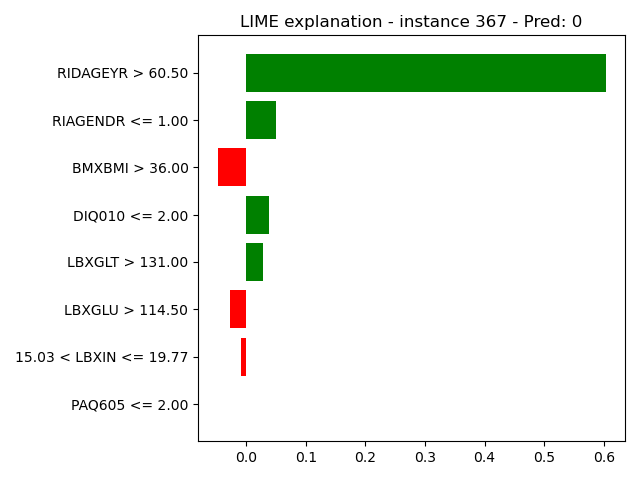 LIME explanation - instance 367 - Pred: 0
RIDAGEYR > 60.50
RIAGENDR <= 1.00
BMXBMI > 36.00
DIQ010 <= 2.00
LBXGLT > 131.00
LBXGLU > 114.50
15.03 < LBXIN <= 19.77
PAQ605 <= 2.00
0.0 0.1 0.2 0.3 0.4 0.5 0.6